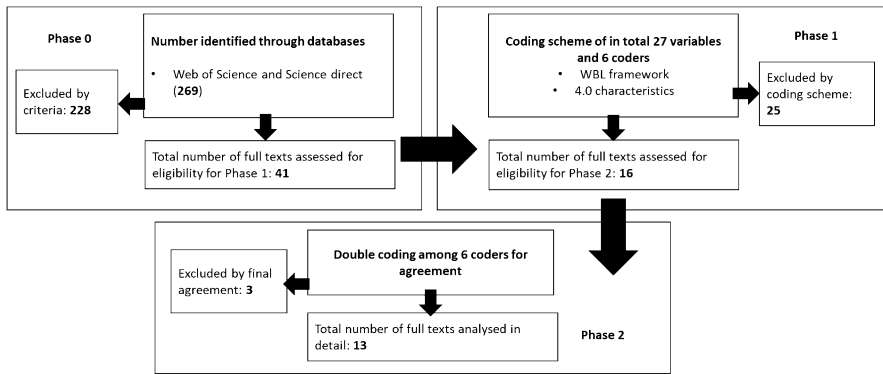 Phase 0
Number identified through databases
• Web of Science and Science direct
(269)
Excluded by
criteria: 228
Total number of full texts assessed for
eligibility for Phase 1: 41
Phase 1
Coding scheme of in total 27 variables
and 6 coders
• WBL framework
• 4.0 characteristics
Excluded by
coding scheme:
25
Total number of full texts assessed for
eligibility for Phase 2: 16
Double coding among 6 coders for
agreement
Excluded by final
agreement: 3
Total number of full texts analysed in
detail: 13
Phase 2